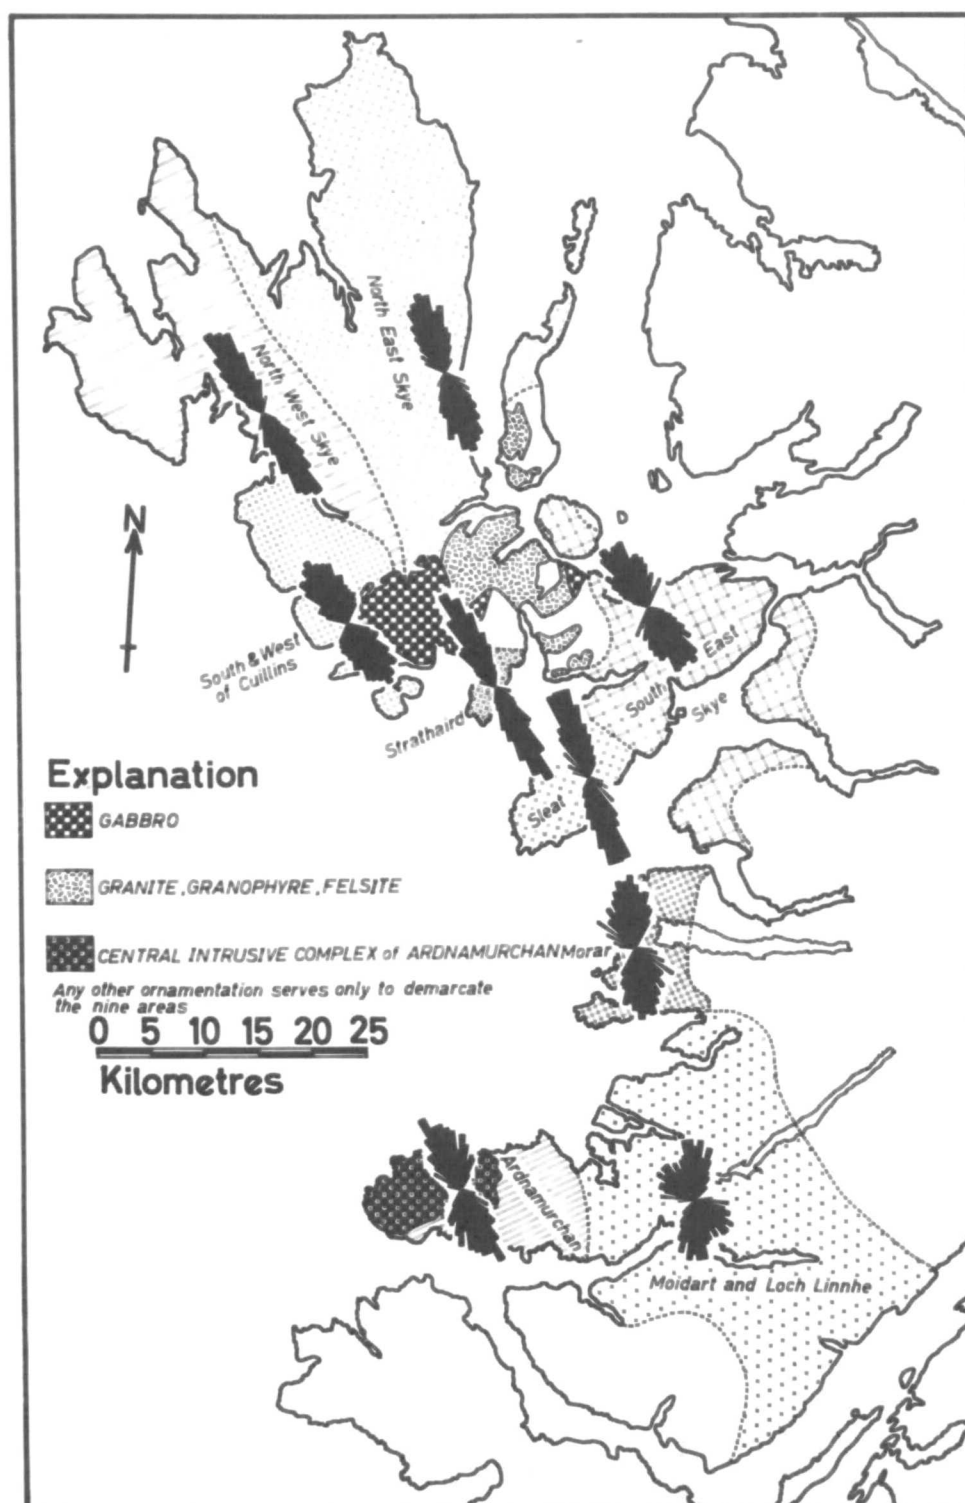 North East Skye
North West Skye
N
South & West
of Cuillins
Strathaird
South East
Skye
Sleat
Explanation
GABBRO
GRANITE, GRANOPHYRE, FELSITE
CENTRAL INTRUSIVE COMPLEX of ARDNAMURCHAN
Morar
Any other ornamentation serves only to demarcate
the nine areas
0 5 10 15 20 25
Kilometres
Ardnamurchan
Moidart and Loch Linnhe